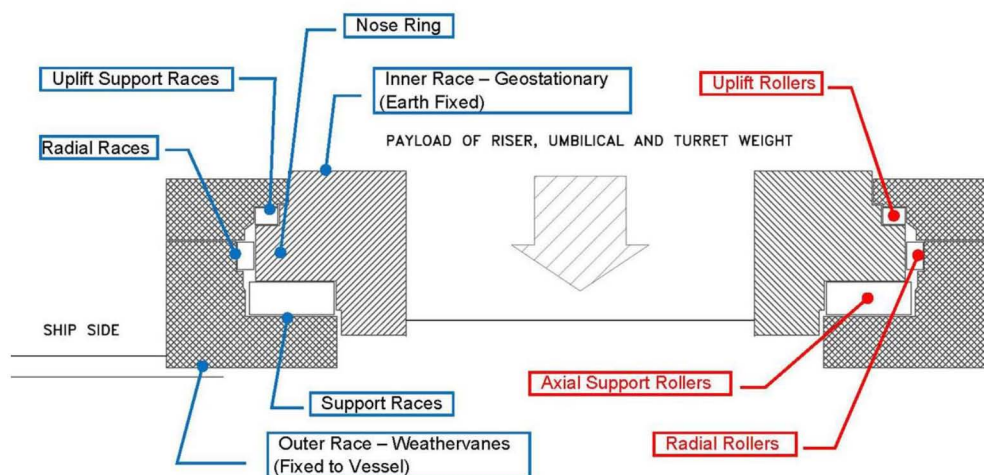 Nose Ring
Uplift Support Races
Inner Race – Geostationary
(Earth Fixed)
Uplift Rollers
Radial Races
PAYLOAD OF RISER, UMBILICAL AND TURRET WEIGHT
SHIP SIDE
Axial Support Rollers
Support Races
Radial Rollers
Outer Race – Weathervanes
(Fixed to Vessel)